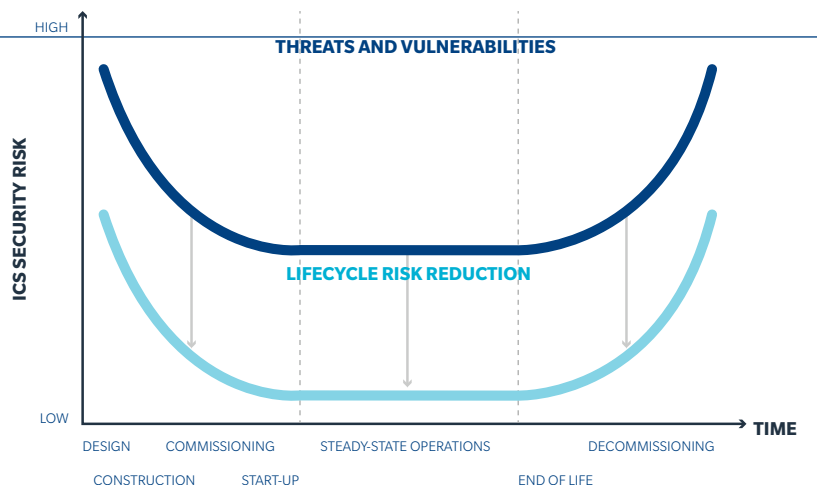 HIGH
THREATS AND VULNERABILITIES
ICS SECURITY RISK
LIFECYCLE RISK REDUCTION
LOW
TIME
DESIGN COMMISSIONING STEADY-STATE OPERATIONS DECOMMISSIONING
CONSTRUCTION START-UP END OF LIFE